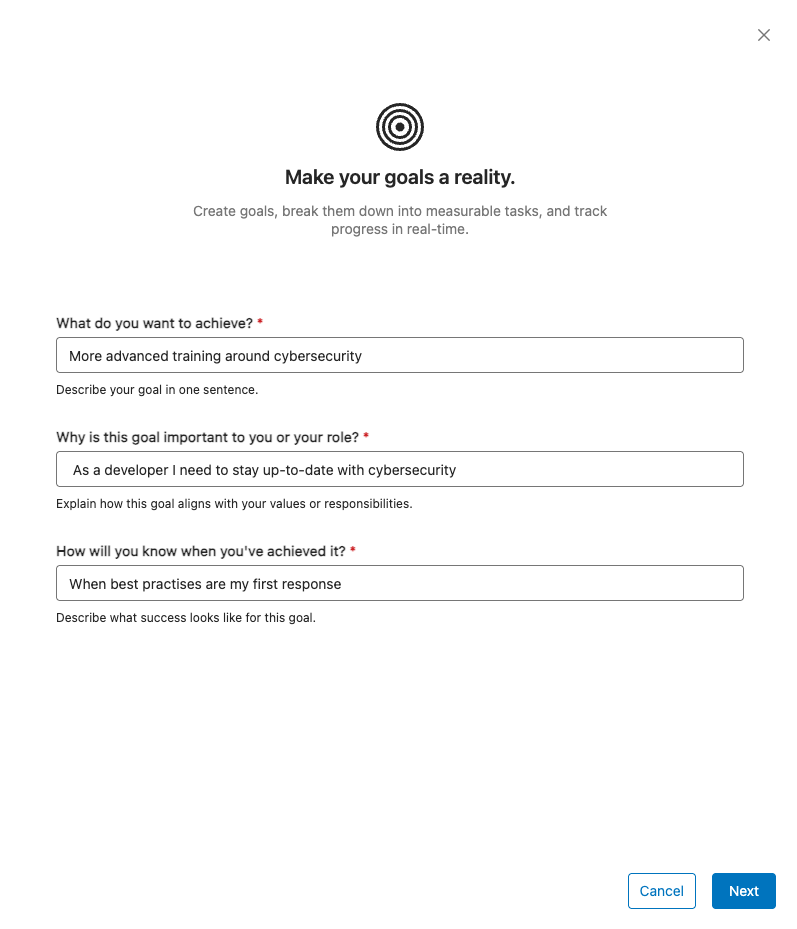 Make your goals a reality.
Create goals, break them down into measurable tasks, and track
progress in real-time.
What do you want to achieve? *
More advanced training around cybersecurity
Describe your goal in one sentence.
Why is this goal important to you or your role? *
As a developer I need to stay up-to-date with cybersecurity
Explain how this goal aligns with your values or responsibilities.
How will you know when you've achieved it? *
When best practises are my first response
Describe what success looks like for this goal.
Cancel Next